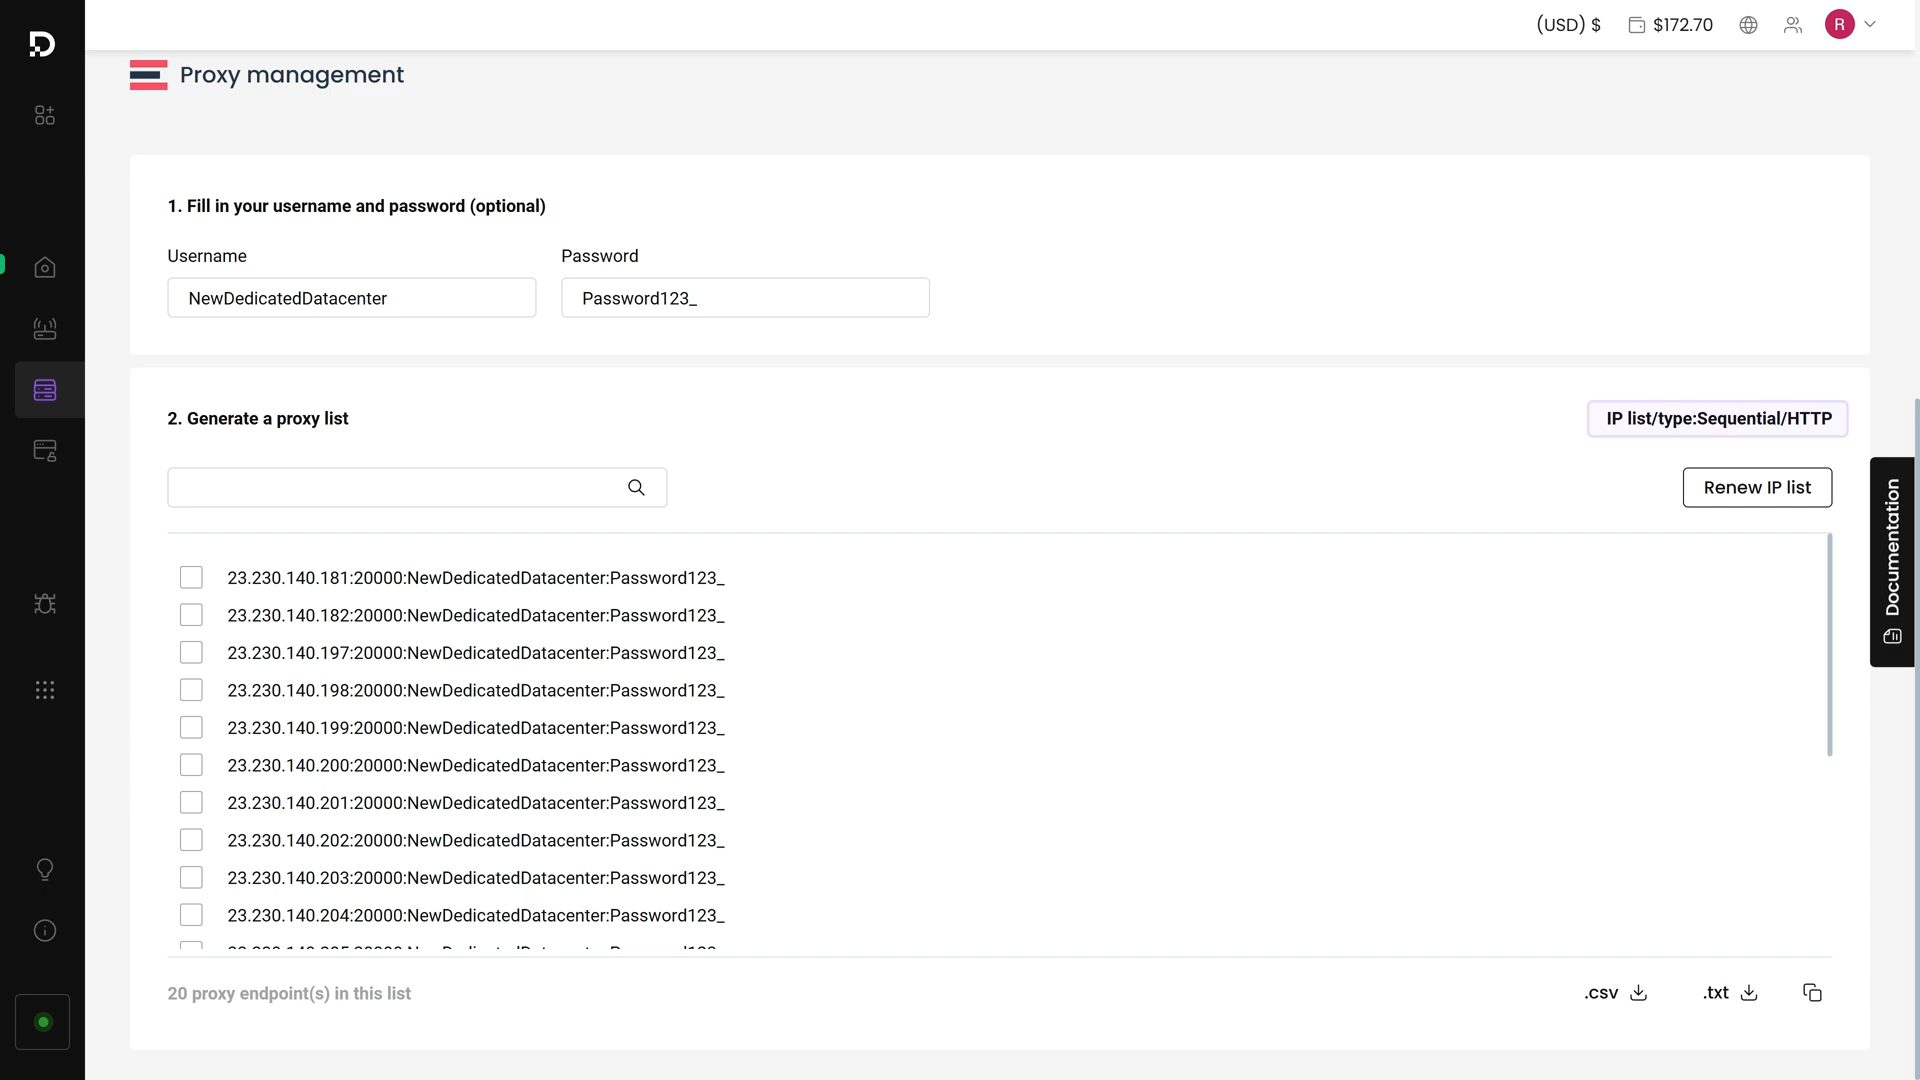 (USD) $ $172.70 R
Proxy management
1. Fill in your username and password (optional)
Username Password
NewDedicatedDatacenter Password123_
2. Generate a proxy list
IP list/type:Sequential/HTTP
Renew IP list
Documentation
23.230.140.181:20000:NewDedicatedDatacenter:Password123_
23.230.140.182:20000:NewDedicatedDatacenter:Password123_
23.230.140.197:20000:NewDedicatedDatacenter:Password123_
23.230.140.198:20000:NewDedicatedDatacenter:Password123_
23.230.140.199:20000:NewDedicatedDatacenter:Password123_
23.230.140.200:20000:NewDedicatedDatacenter:Password123_
23.230.140.201:20000:NewDedicatedDatacenter:Password123_
23.230.140.202:20000:NewDedicatedDatacenter:Password123_
23.230.140.203:20000:NewDedicatedDatacenter:Password123_
23.230.140.204:20000:NewDedicatedDatacenter:Password123_
20 proxy endpoint(s) in this list
.csv .txt